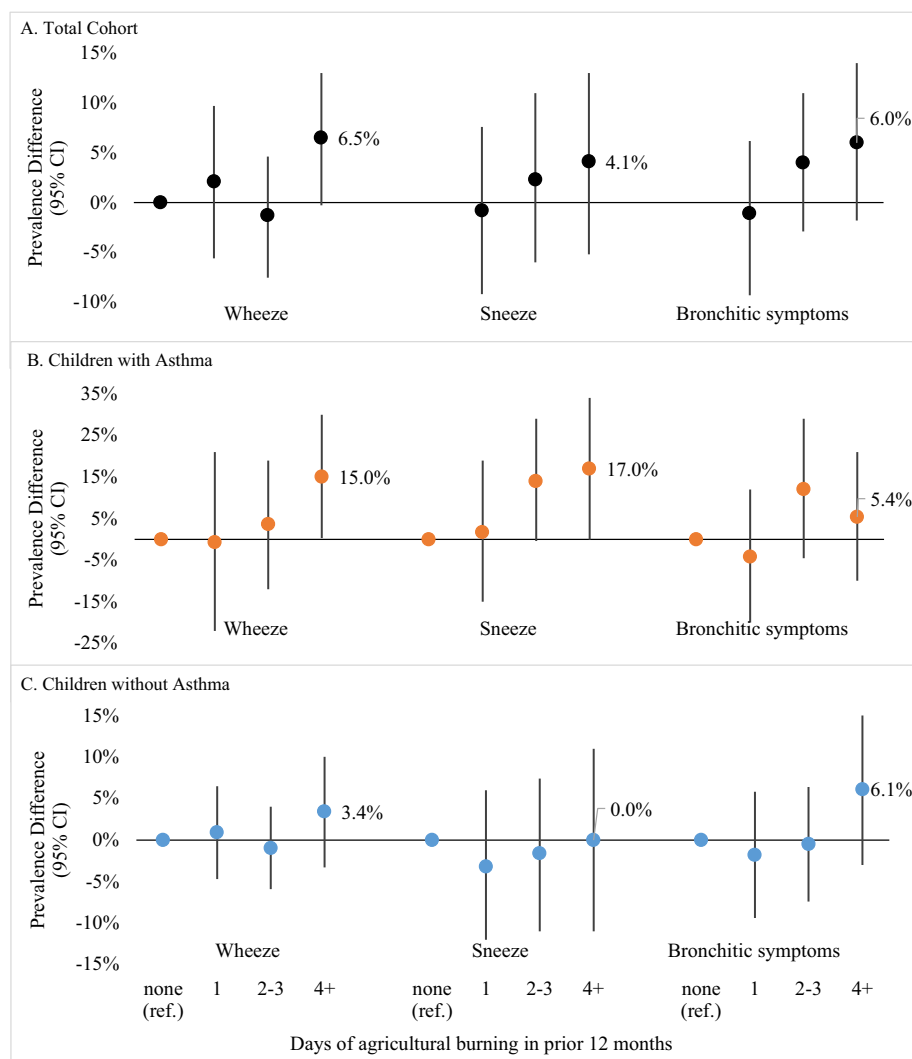 A. Total Cohort
Prevalence Difference
(95% CI)
15%
10%
5%
0%
-5%
-10%
6.5%
4.1%
6.0%
Wheeze
Sneeze
Bronchitic symptoms
B. Children with Asthma
Prevalence Difference
(95% CI)
35%
25%
15%
5%
-5%
-15%
-25%
15.0%
17.0%
5.4%
Wheeze
Sneeze
Bronchitic symptoms
C. Children without Asthma
Prevalence Difference
(95% CI)
15%
10%
5%
0%
-5%
-10%
-15%
3.4%
0.0%
6.1%
Wheeze
Sneeze
Bronchitic symptoms
none 1 2-3 4+ none 1 2-3 4+ none 1 2-3 4+
(ref.) (ref.) (ref.)
Days of agricultural burning in prior 12 months